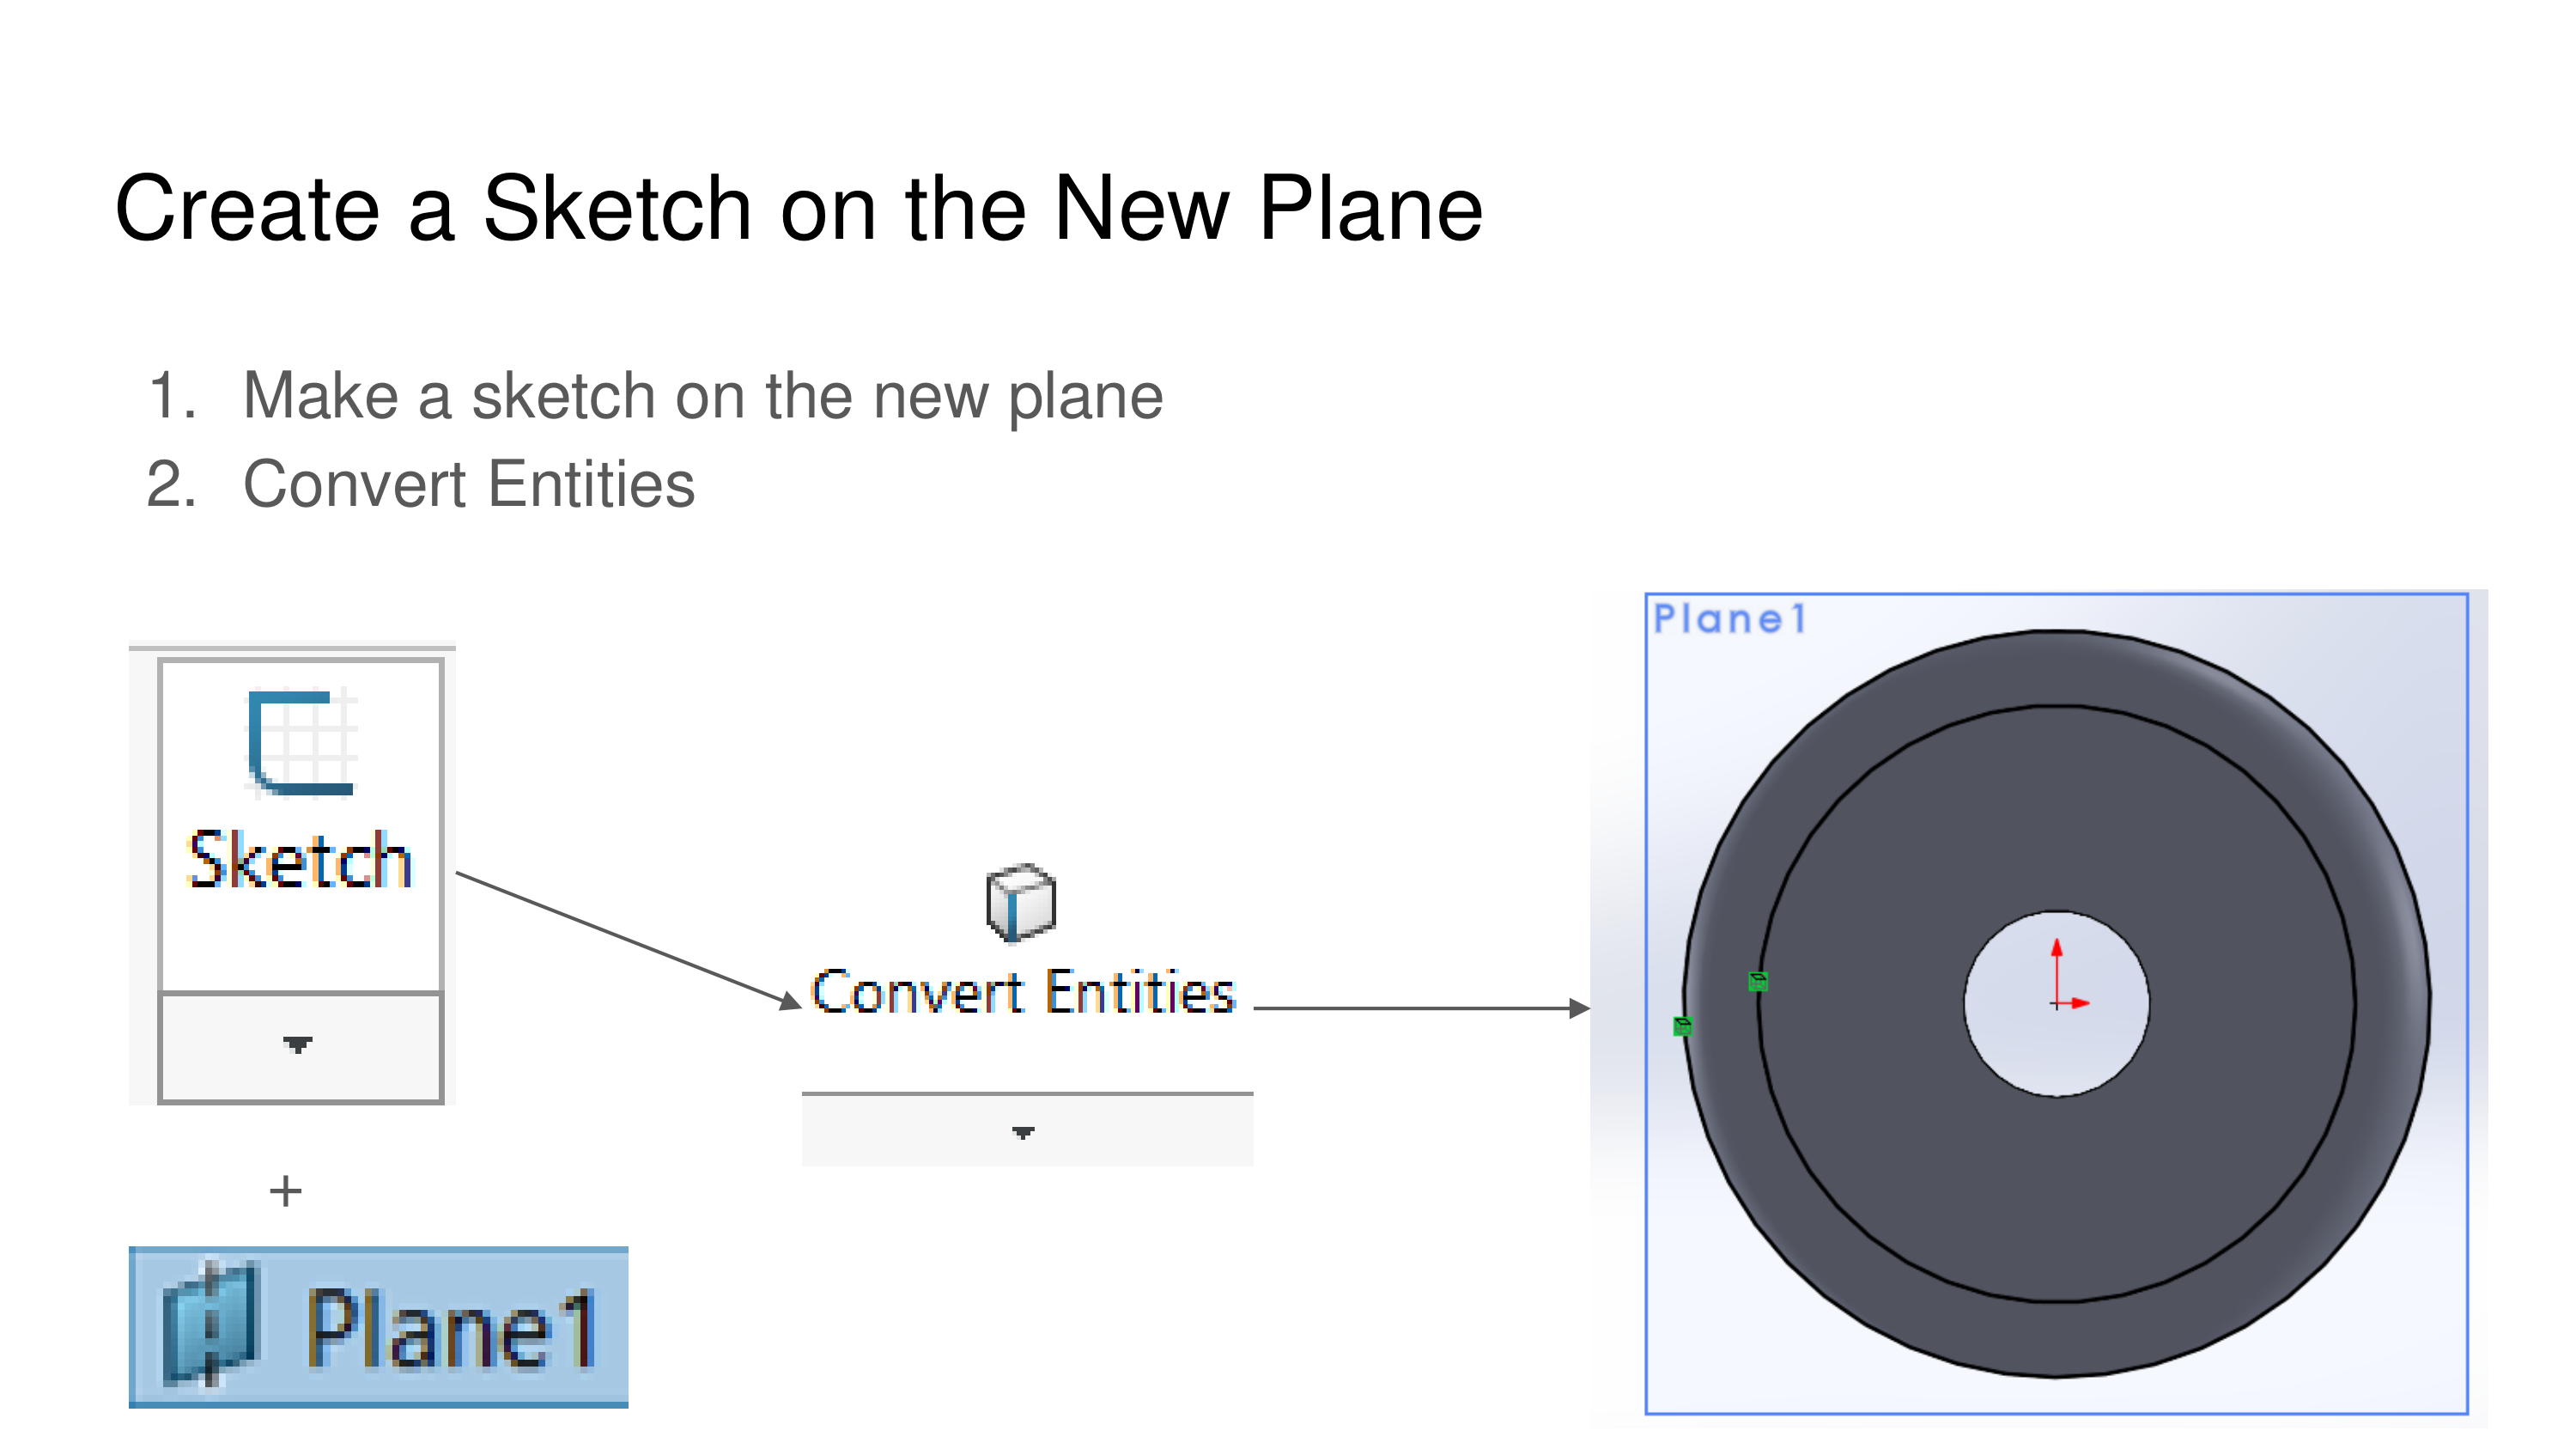 Create a Sketch on the New Plane
1. Make a sketch on the new plane
2. Convert Entities
Sketch
+
Plane1
Convert Entities
Plane1